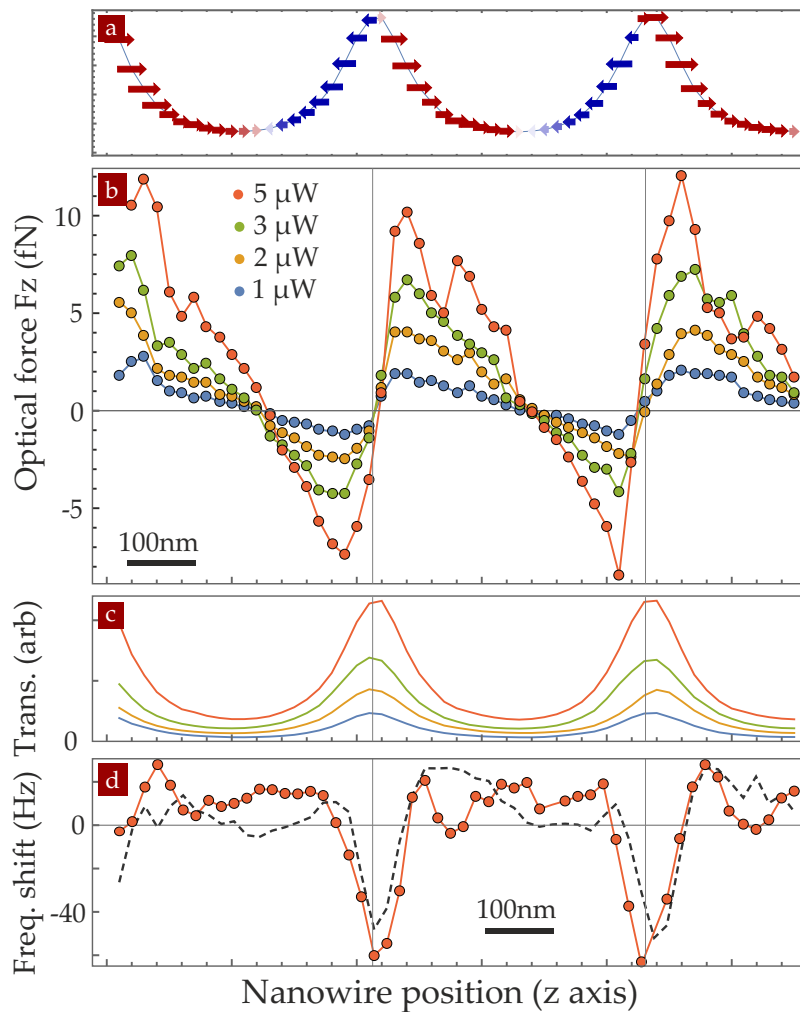 a
b
Optical force Fz (fN)
10
5
0
-5
5 μW
3 μW
2 μW
1 μW
100nm
c
Trans. (arb)
0
d
Freq. shift (Hz)
0
-40
100nm
Nanowire position (z axis)